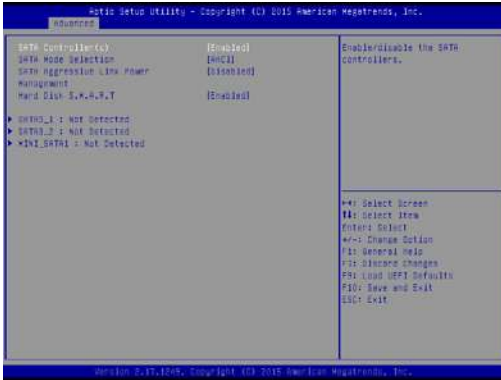 Aptio Setup Utility - Copyright (C) 2015 American Megatrends, Inc.
Advanced
SATA Controller(s) [Enabled]
SATA Mode Selection [AHCI]
SATA Aggressive Link Power Management [Disabled]
Hard Disk S.M.A.R.T [Enabled]
SATA3_1 : Not Detected
SATA3_2 : Not Detected
MINI_SATA1 : Not Detected
Enable/disable the SATA
controllers.
→←: Select Screen
↑↓: Select Item
Enter: Select
+/-: Change Option
F1: General Help
F7: Discard Changes
F9: Load UEFI Defaults
F10: Save and Exit
ESC: Exit
Version 2.17.1249. Copyright (C) 2015 American Megatrends, Inc.